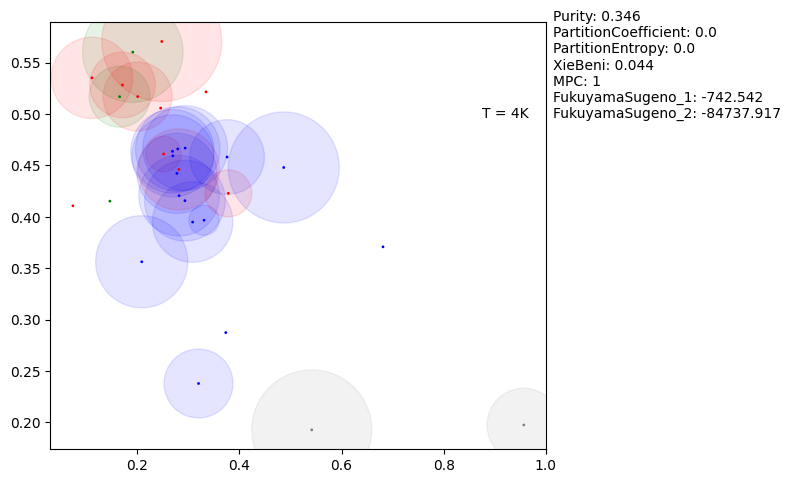 Purity: 0.346
PartitionCoefficient: 0.0
PartitionEntropy: 0.0
XieBeni: 0.044
MPC: 1
FukuyamaSugeno_1: -742.542
FukuyamaSugeno_2: -84737.917
T = 4K
0.55
0.50
0.45
0.40
0.35
0.30
0.25
0.20
0.2 0.4 0.6 0.8 1.0